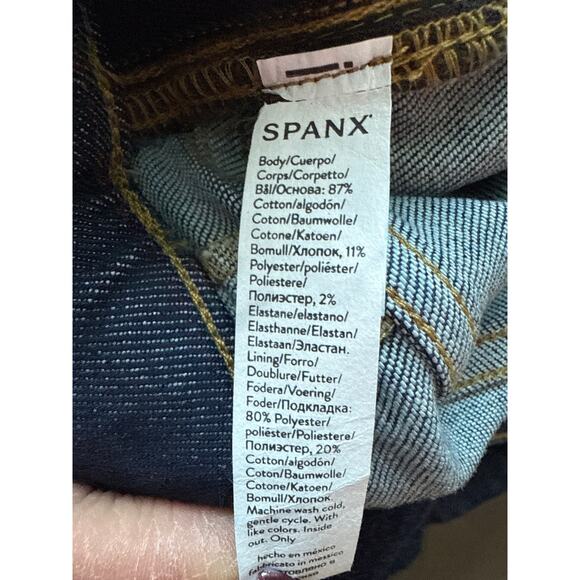 SPANX
Body/Cuerpo/
Corps/Corpetto/
Bål/Основа: 87%
Cotton/algodón/
Coton/Baumwolle/
Cotone/Katoen/
Bomull/Хлопок, 11%
Polyester/poliéster/
Poliestere/
Полиэстер, 2%
Elastane/elastano/
Elasthanne/Elastan/
Elastaan/Эластан.
Lining/Forro/
Doublure/Futter/
Fodera/Voering/
Foder/Подкладка:
80% Polyester/
poliéster/Poliestere/
Полиэстер, 20%
Cotton/algodón/
Coton/Baumwolle/
Cotone/Katoen/
Bomull/Хлопок.
Machine wash cold,
gentle cycle. With
like colors. Inside
out. Only
hecho en méxico
fabbricato in messico